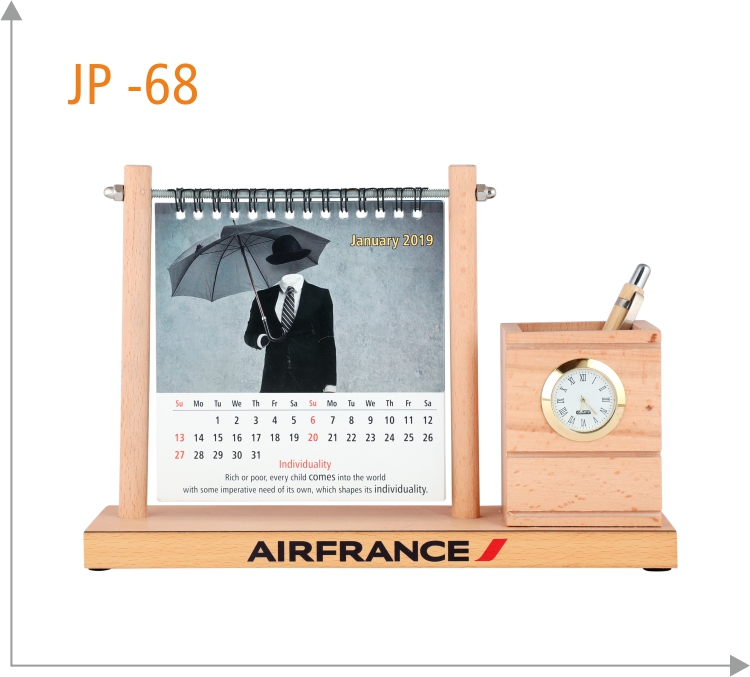 JP -68
January 2019
Su Mo Tu We Th Fr Sa Su Mo Tu We Th Fr Sa
1 2 3 4 5 6 7 8 9 10 11 12
13 14 15 16 17 18 19 20 21 22 23 24 25 26
27 28 29 30 31
Individuality
Rich or poor, every child comes into the world
with some imperative need of its own, which shapes its individuality.
AIRFRANCE